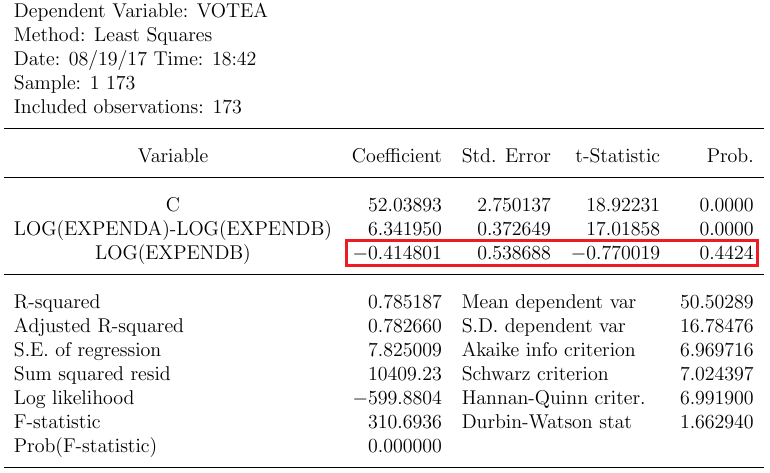 Dependent Variable: VOTEA
Method: Least Squares
Date: 08/19/17 Time: 18:42
Sample: 1 173
Included observations: 173
Variable Coefficient Std. Error t-Statistic Prob.
C 52.03893 2.750137 18.92231 0.0000
LOG(EXPENDA)-LOG(EXPENDB) 6.341950 0.372649 17.01858 0.0000
LOG(EXPENDB) −0.414801 0.538688 −0.770019 0.4424
R-squared 0.785187 Mean dependent var 50.50289
Adjusted R-squared 0.782660 S.D. dependent var 16.78476
S.E. of regression 7.825009 Akaike info criterion 6.969716
Sum squared resid 10409.23 Schwarz criterion 7.024397
Log likelihood −599.8804 Hannan-Quinn criter. 6.991900
F-statistic 310.6936 Durbin-Watson stat 1.662940
Prob(F-statistic) 0.000000